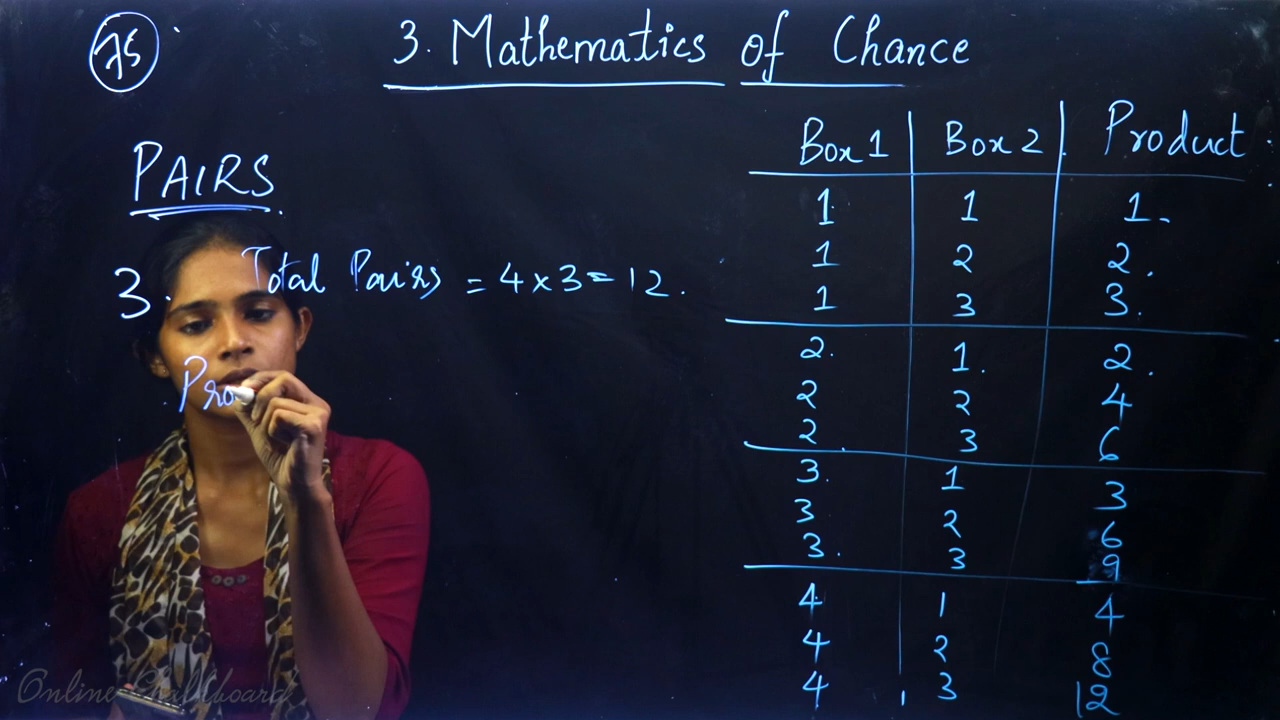 75
3. Mathematics of Chance
PAIRS
3. Total Pairs = 4 x 3 = 12.
Pro
Box 1 Box 2 Product
1 1 1
1 2 2.
1 3 3.
2. 1. 2.
2 2 4
2. 3 6
3. 1 3
3 2 6
3. 3 9
4 1 4
4 2 8
4 3 12
Online Chalkboard